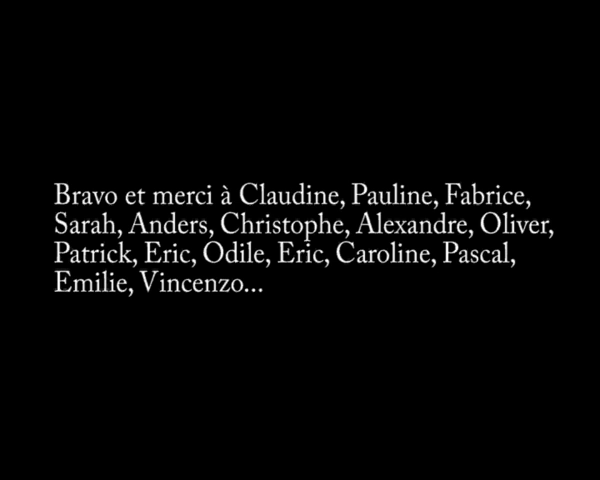 Bravo et merci à Claudine, Pauline, Fabrice,
Sarah, Anders, Christophe, Alexandre, Oliver,
Patrick, Eric, Odile, Eric, Caroline, Pascal,
Emilie, Vincenzo...